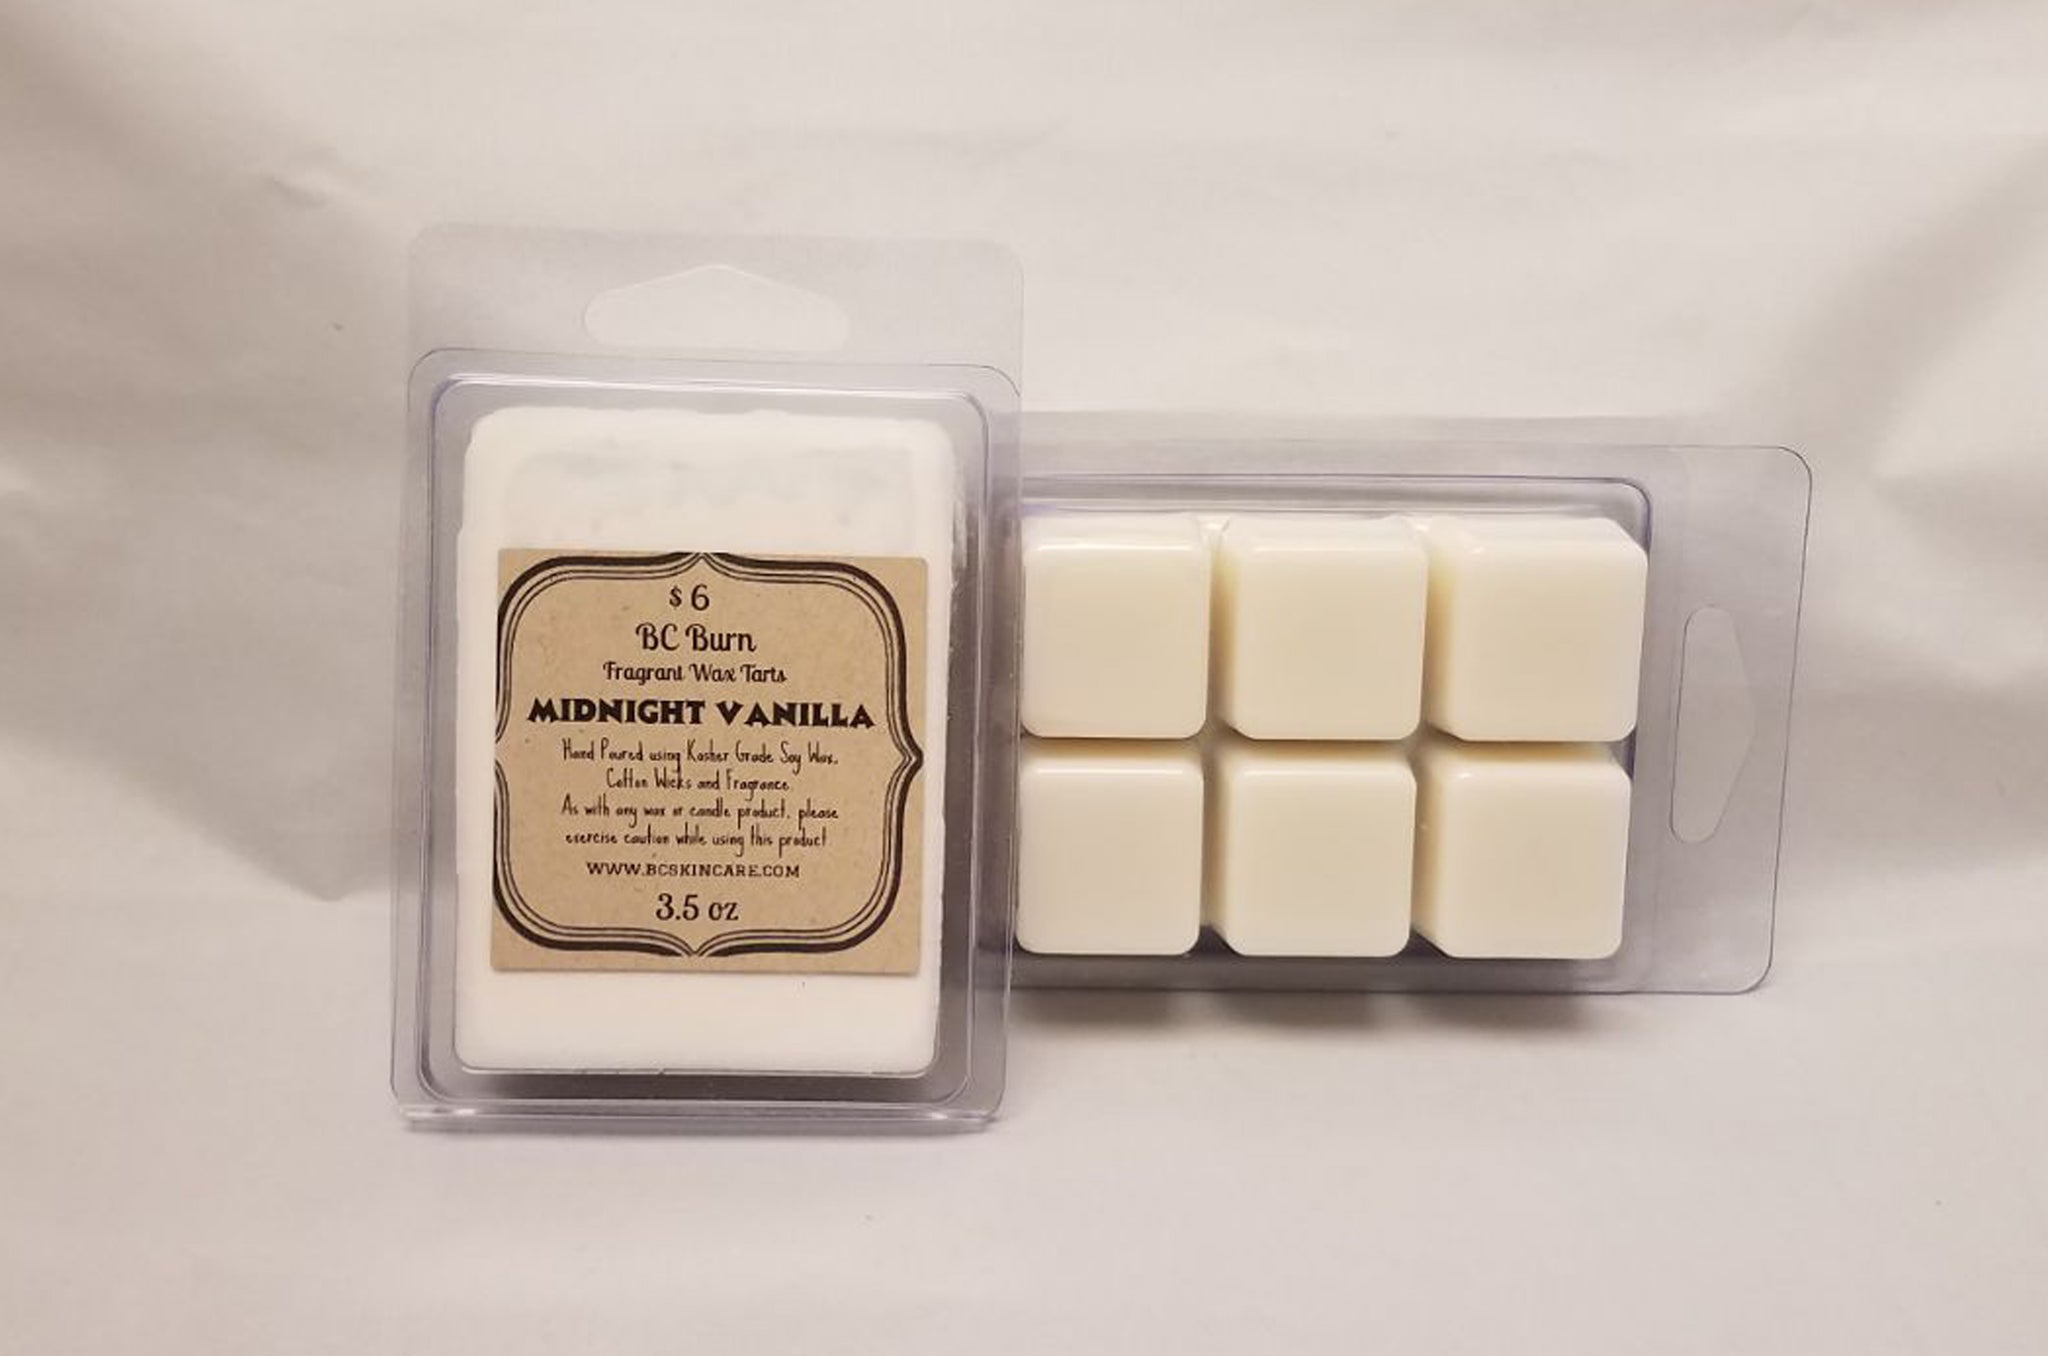 $ 6
BC Burn
Fragrant Wax Tarts
MIDNIGHT VANILLA
Hand Poured using Kosher Grade Soy Wax,
Cotton Wicks and Fragrance.
As with any wax or candle product, please
exercise caution while using this product
WWW.BCSKINCARE.COM
3.5 oz